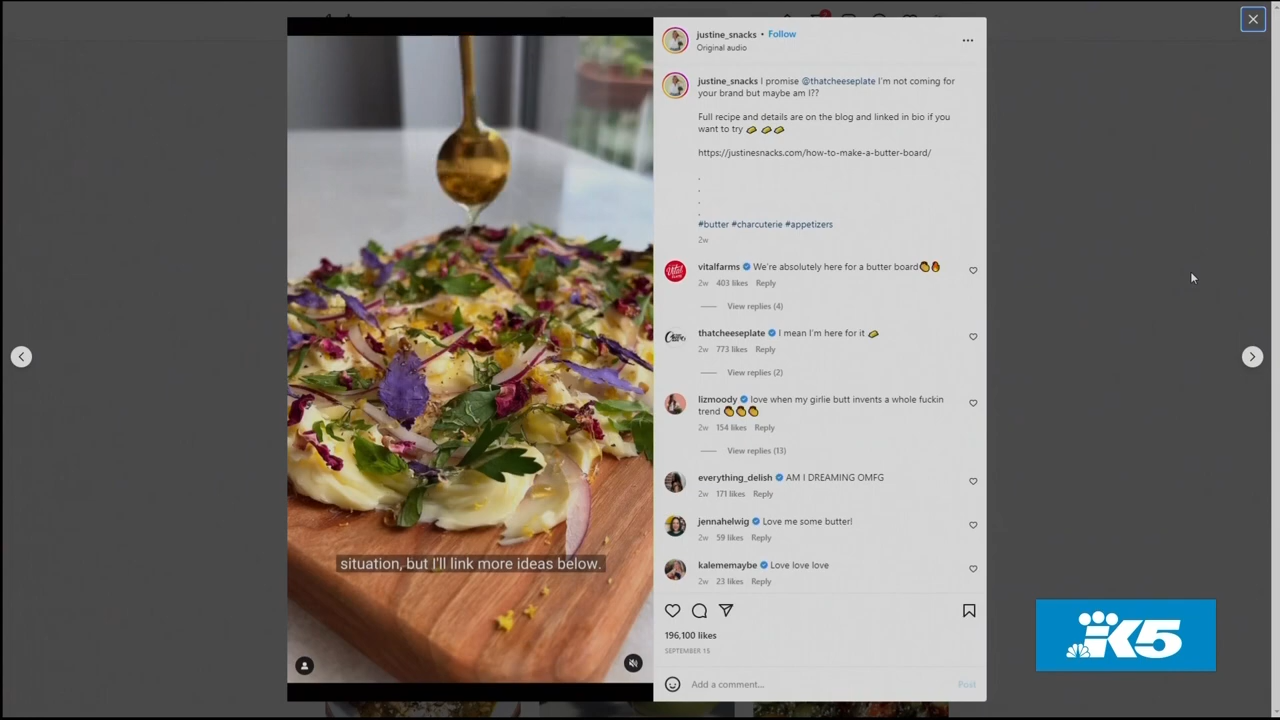 justine_snacks • Follow
Original audio
justine_snacks I promise @thatcheeseplate I'm not coming for
your brand but maybe am I??
Full recipe and details are on the blog and linked in bio if you
want to try 🧈 🧈🧈
https://justinesnacks.com/how-to-make-a-butter-board/
.
.
.
.
#butter #charcuterie #appetizers
2w
vitalfarms We're absolutely here for a butter board👏🔥
2w 403 likes Reply
View replies (4)
thatcheeseplate I mean I'm here for it 🧈
2w 773 likes Reply
View replies (2)
lizmoody love when my girlie butt invents a whole fuckin
trend 👏👏👏
2w 154 likes Reply
View replies (13)
everything_delish AM I DREAMING OMFG
2w 171 likes Reply
jennahelwig Love me some butter!
2w 59 likes Reply
kalememaybe Love love love
2w 23 likes Reply
196,100 likes
SEPTEMBER 15
Add a comment... Post
situation, but I'll link more ideas below.
K5